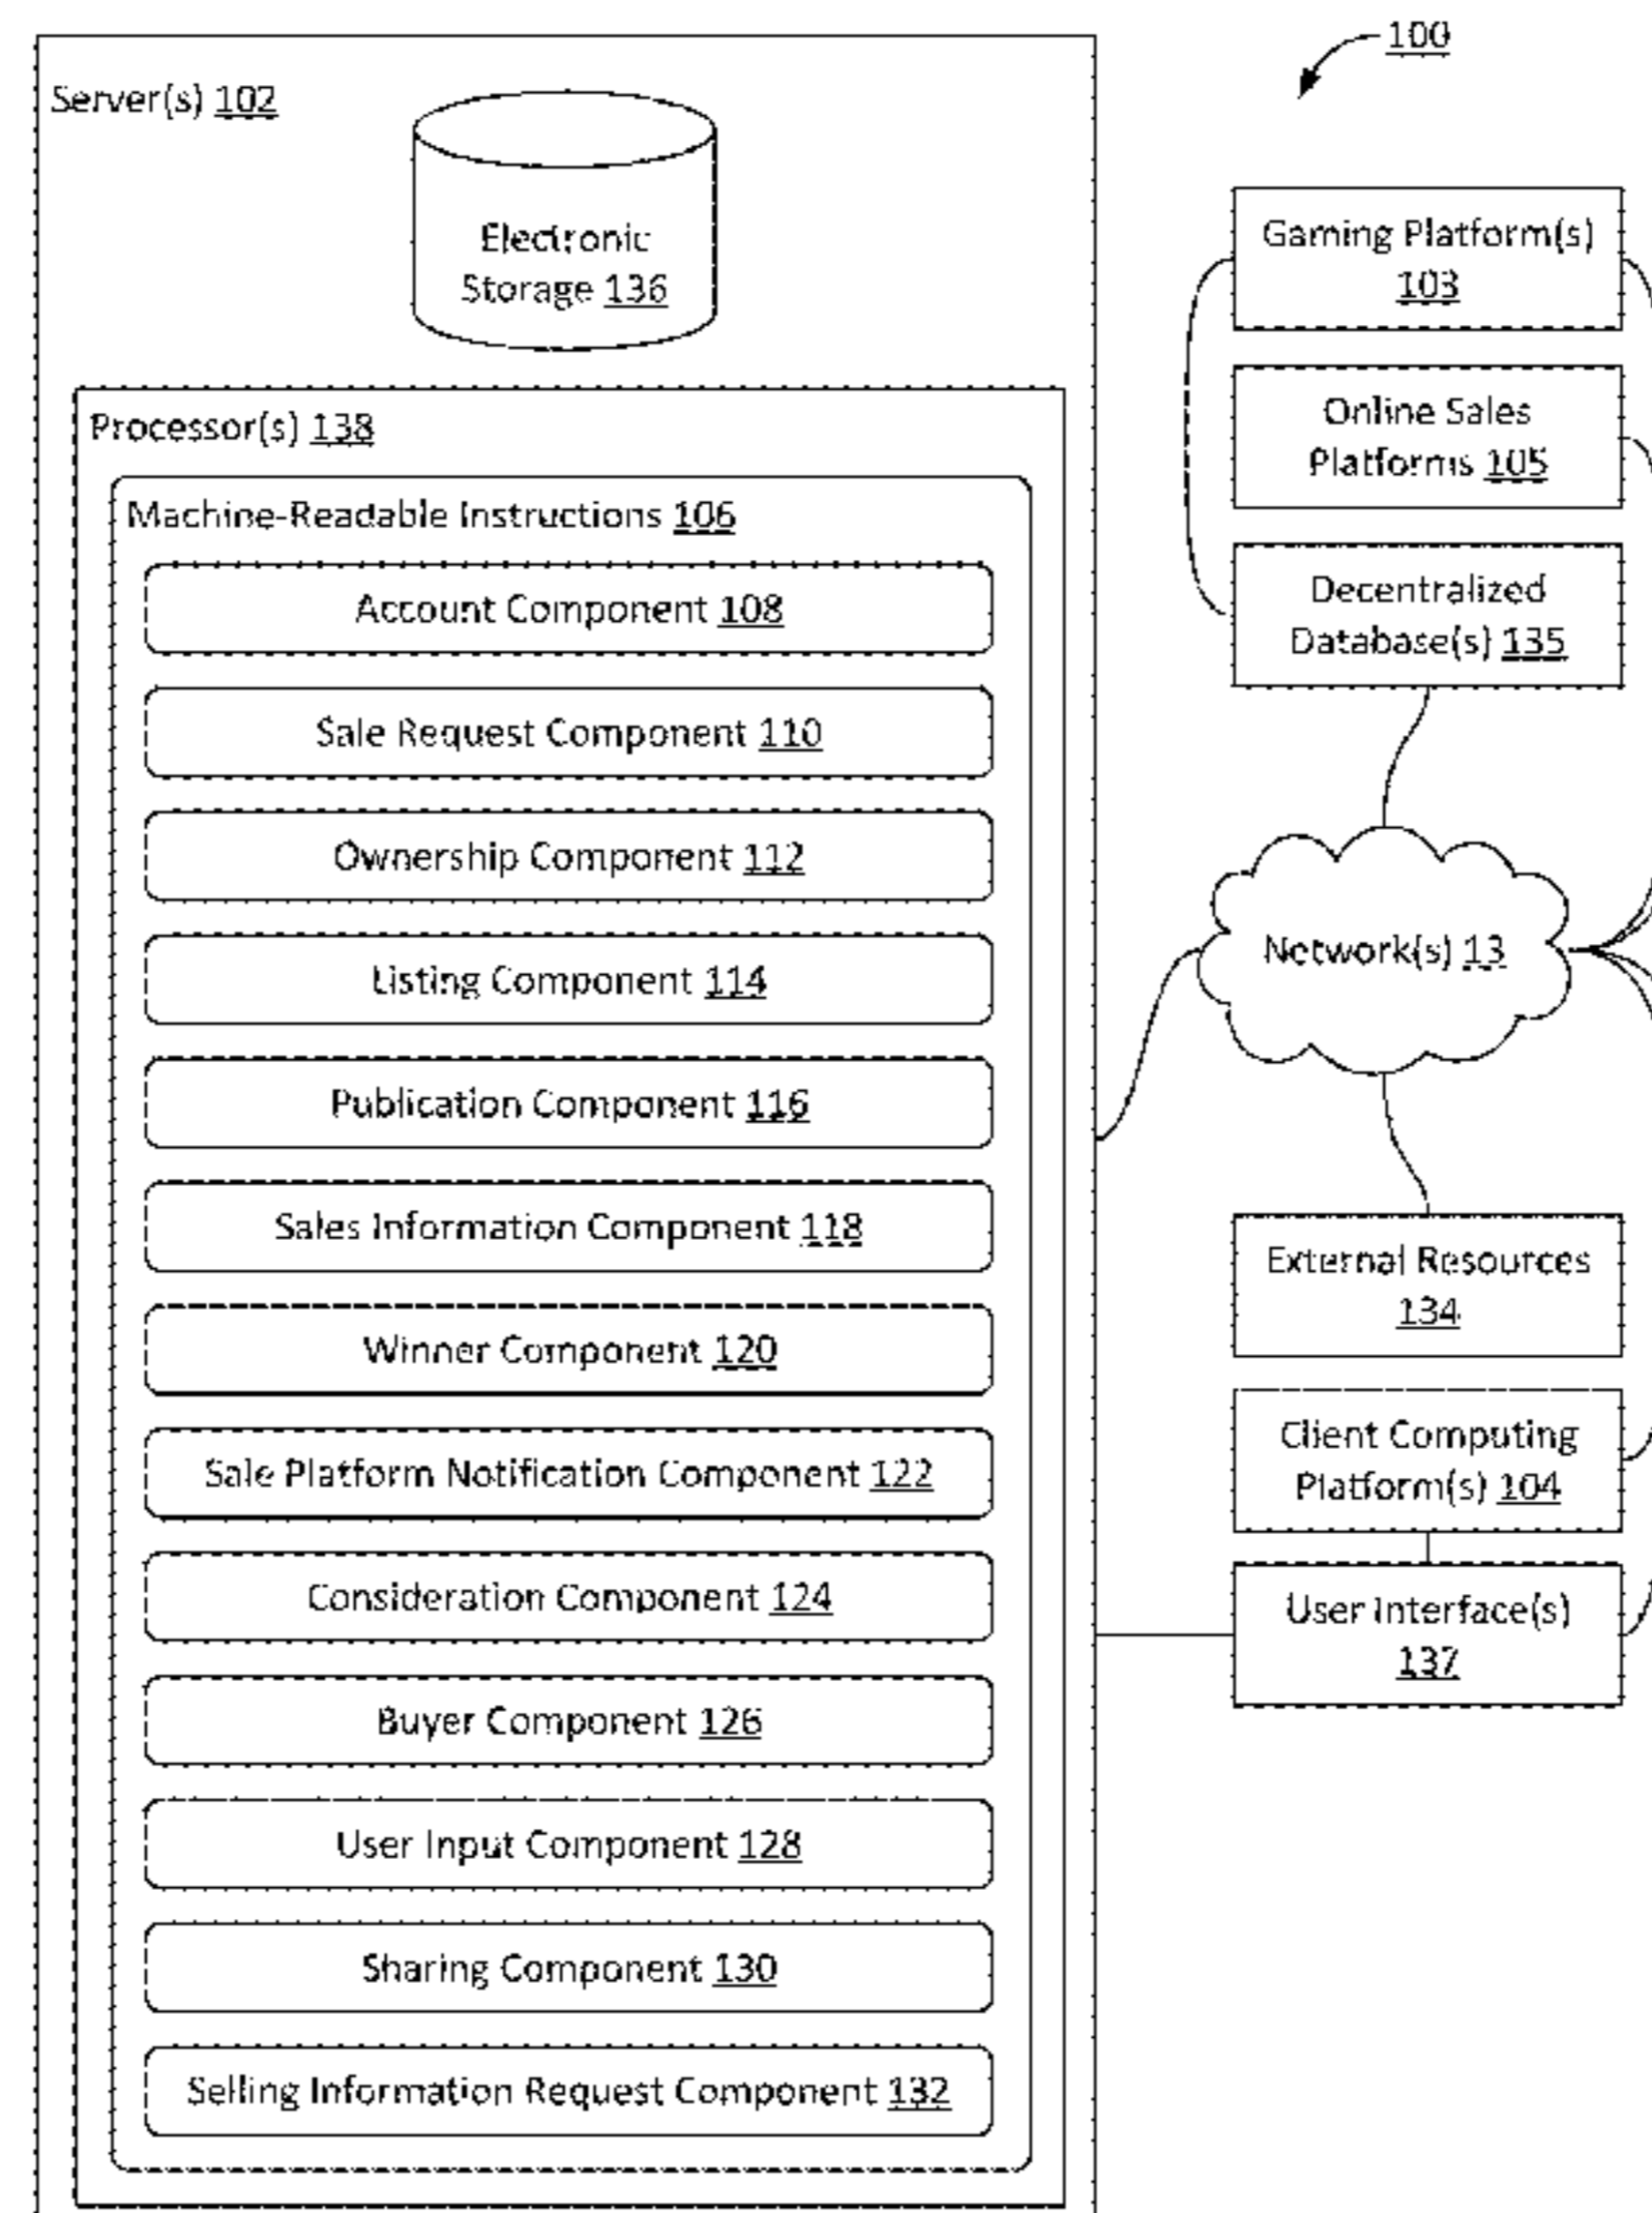 100
Server(s) 102
Electronic
Storage 136
Processor(s) 138
Machine-Readable Instructions 106
Account Component 108
Sale Request Component 110
Ownership Component 112
Listing Component 114
Publication Component 116
Sales Information Component 118
Winner Component 120
Sale Platform Notification Component 122
Consideration Component 124
Buyer Component 126
User Input Component 128
Sharing Component 130
Selling Information Request Component 132
Gaming Platform(s)
103
Online Sales
Platforms 105
Decentralized
Database(s) 135
Network(s) 13
External Resources
134
Client Computing
Platform(s) 104
User Interface(s)
137